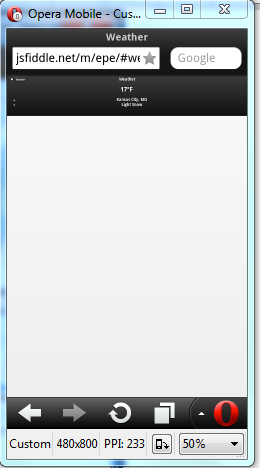 Opera Mobile - Cus...
Weather
jsfiddle.net/m/epe/#we
Google
Weather
17°F
Kansas City, MO
Light Snow
Custom 480x800 PPI: 233 50%